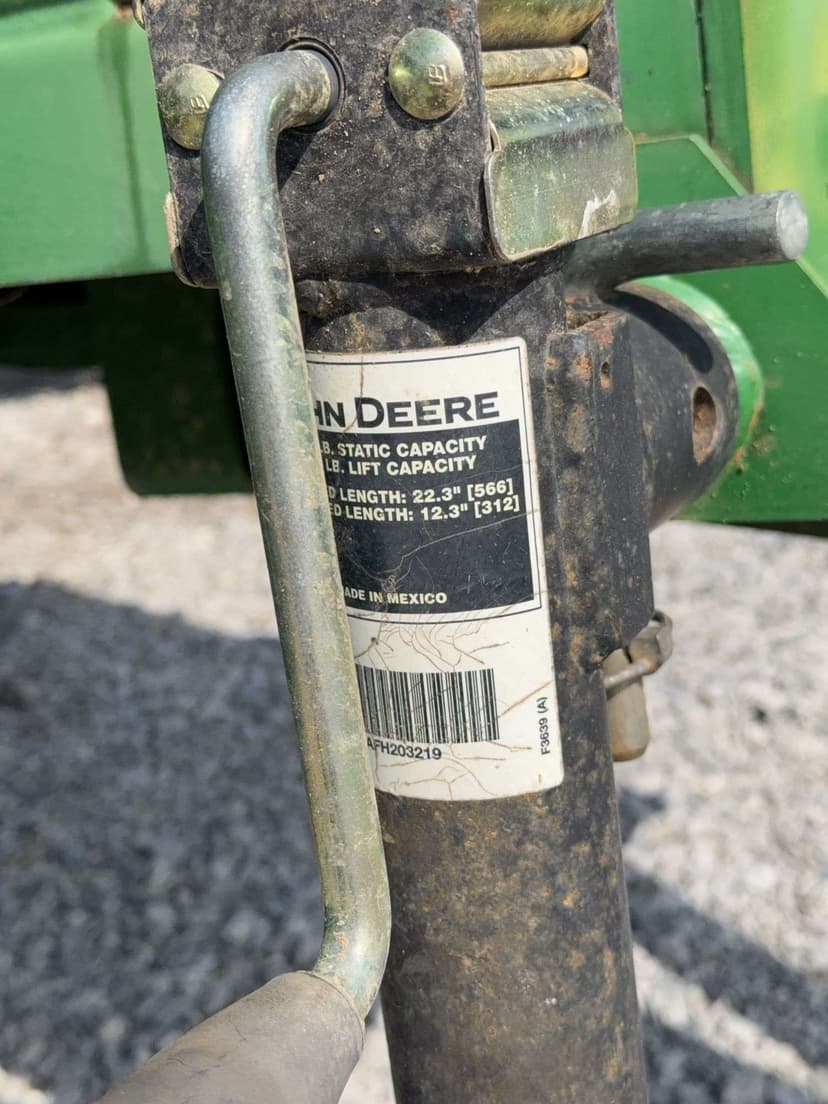 HN DEERE
B. STATIC CAPACITY
LB. LIFT CAPACITY
D LENGTH: 22.3" [566]
ED LENGTH: 12.3" [312]
ADE IN MEXICO
AFH203219
F3639 (A)